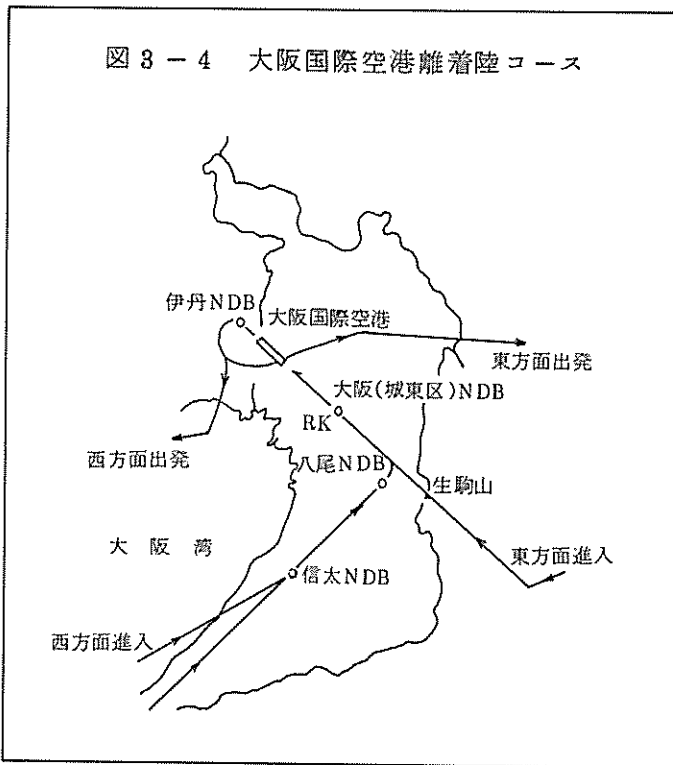 図3-4 大阪国際空港離着陸コース
伊丹NDB
大阪国際空港
東方面出発
大阪(城東区)NDB
RK
西方面出発
八尾NDB
生駒山
大阪湾
東方面進入
信太NDB
西方面進入